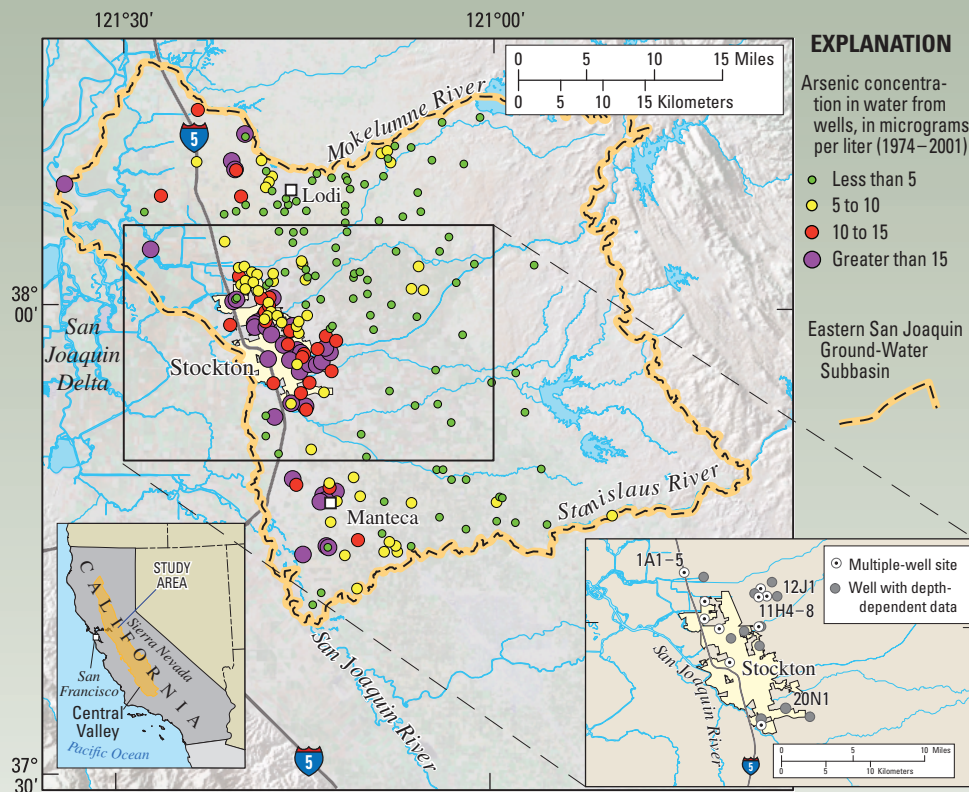 121°30'
121°00'
0 5 10 15 Miles
0 5 10 15 Kilometers
EXPLANATION
Arsenic concentra-
tion in water from
wells, in micrograms
per liter (1974–2001)
Less than 5
5 to 10
10 to 15
Greater than 15
Eastern San Joaquin
Ground-Water
Subbasin
5
Mokelumne River
Lodi
38°
00'
San
Joaquin
Delta
Stockton
Stanislaus River
Manteca
San Joaquin River
5
37°
30'
STUDY
AREA
CALIFORNIA
Sierra Nevada
San
Francisco
Central
Valley
Pacific Ocean
1A1–5
Multiple-well site
Well with depth-
dependent data
12J1
11H4–8
Stockton
20N1
San Joaquin River
5
0 5 10 Miles
0 5 10 Kilometers